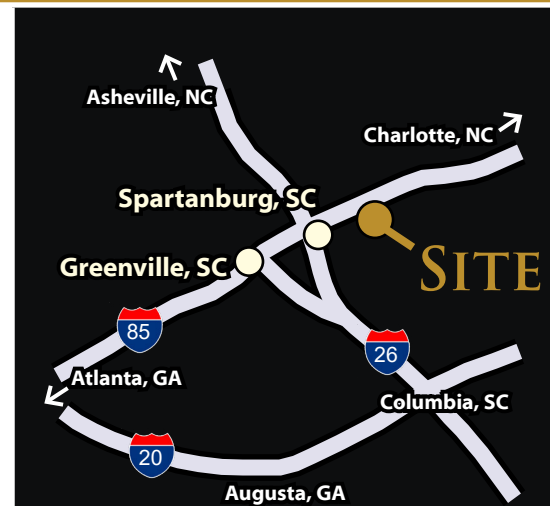 Asheville, NC
Charlotte, NC
Spartanburg, SC
Greenville, SC
SITE
85
26
Atlanta, GA
Columbia, SC
20
Augusta, GA